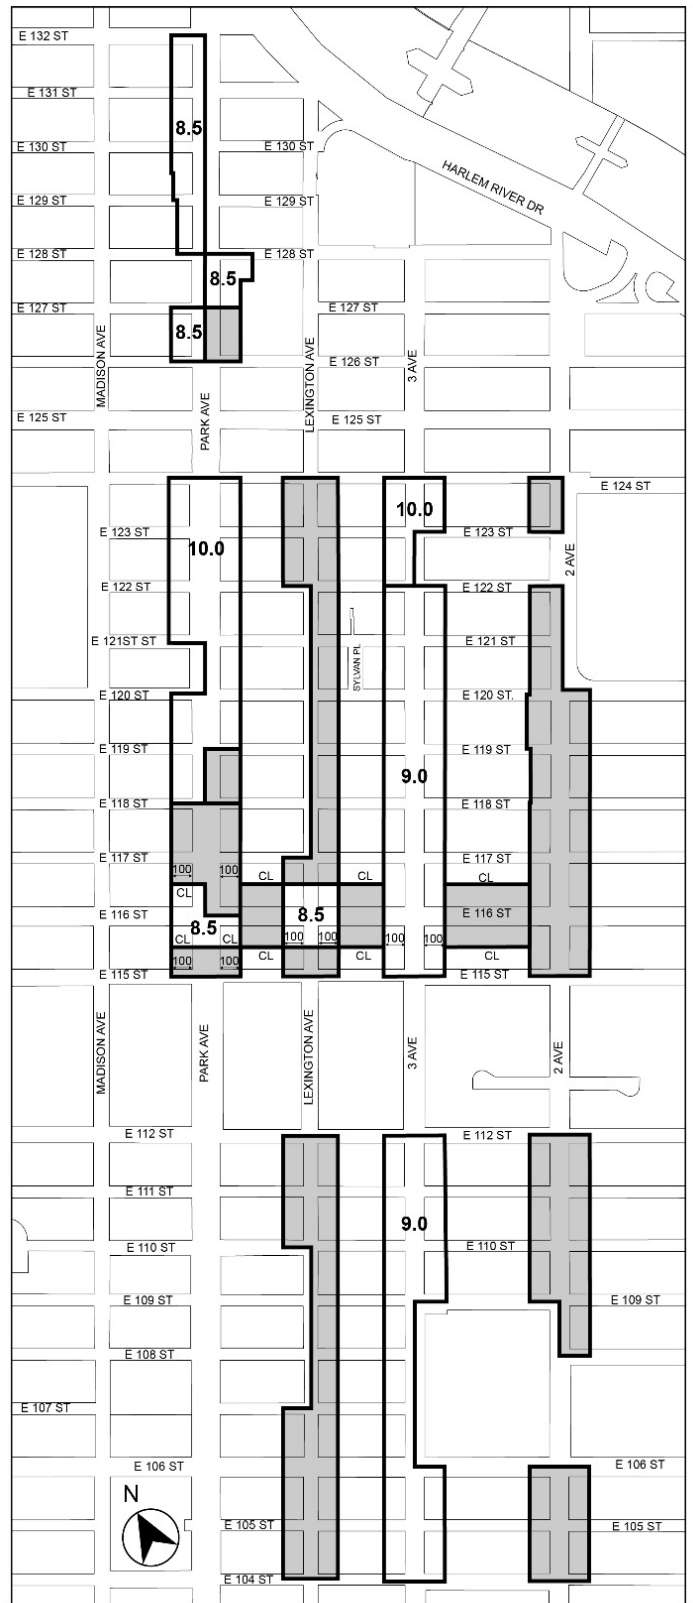 E 132 ST
E 131 ST
8.5
E 130 ST
E 130 ST
HARLEM RIVER DR
E 129 ST
E 129 ST
E 128 ST
E 128 ST
8.5
E 127 ST
E 127 ST
8.5
MADISON AVE
LEXINGTON AVE
3 AVE
E 126 ST
PARK AVE
E 125 ST
E 125 ST
E 124 ST
10.0
E 123 ST
E 123 ST
10.0
2 AVE
E 122 ST
E 122 ST
E 121ST ST
E 121 ST
SYLVAN PL
E 120 ST
E 120 ST.
E 119 ST
E 119 ST
9.0
E 118 ST
E 118 ST
E 117 ST
E 117 ST
100
100
CL
CL
CL
CL
E 116 ST
8.5
E 116 ST
8.5
CL
CL
100
100
100
100
CL
CL
CL
100
100
E 115 ST
E 115 ST
MADISON AVE
PARK AVE
LEXINGTON AVE
3 AVE
2 AVE
E 112 ST
E 112 ST
E 111 ST
9.0
E 110 ST
E 110 ST
E 109 ST
E 109 ST
E 108 ST
E 107 ST
E 106 ST
E 106 ST
N
E 105 ST
E 105 ST
E 104 ST